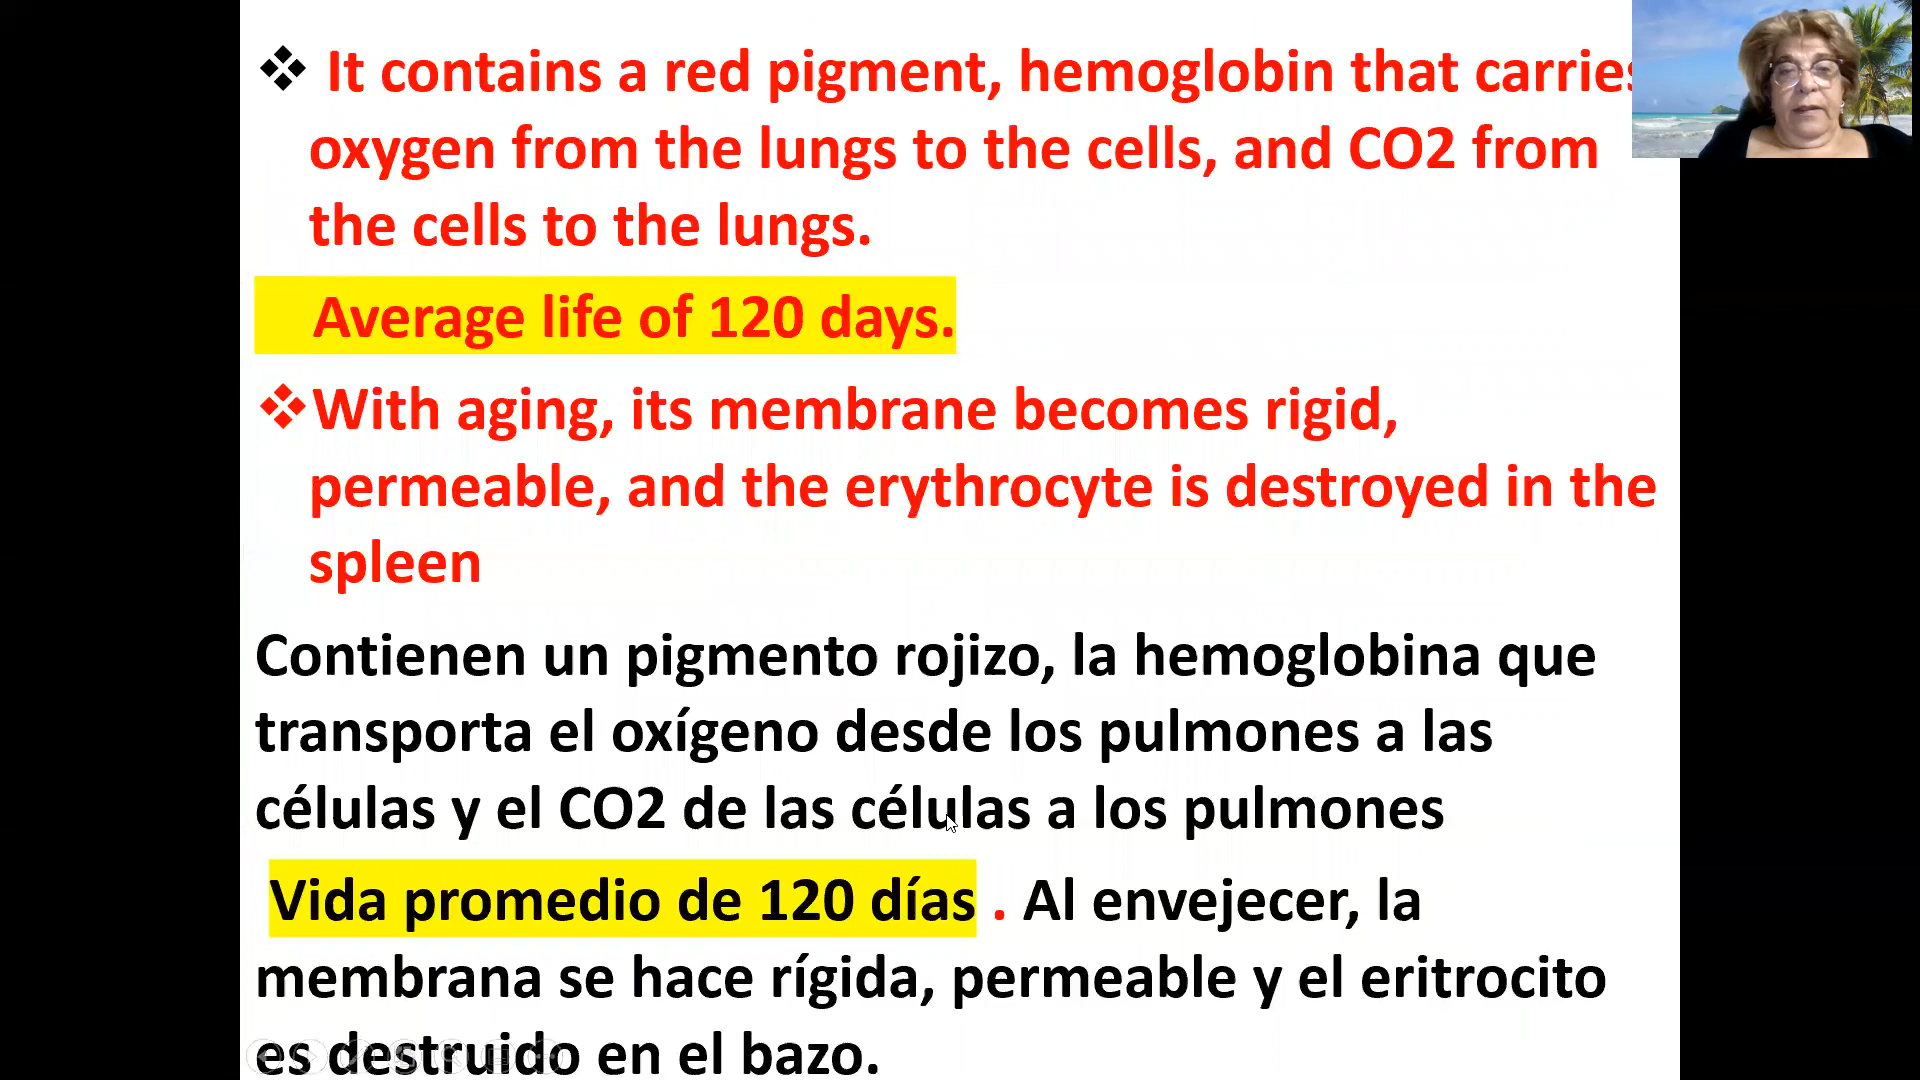 It contains a red pigment, hemoglobin that carries
oxygen from the lungs to the cells, and CO2 from
the cells to the lungs.
Average life of 120 days.
With aging, its membrane becomes rigid,
permeable, and the erythrocyte is destroyed in the
spleen
Contienen un pigmento rojizo, la hemoglobina que
transporta el oxígeno desde los pulmones a las
células y el CO2 de las células a los pulmones
Vida promedio de 120 días . Al envejecer, la
membrana se hace rígida, permeable y el eritrocito
es destruido en el bazo.